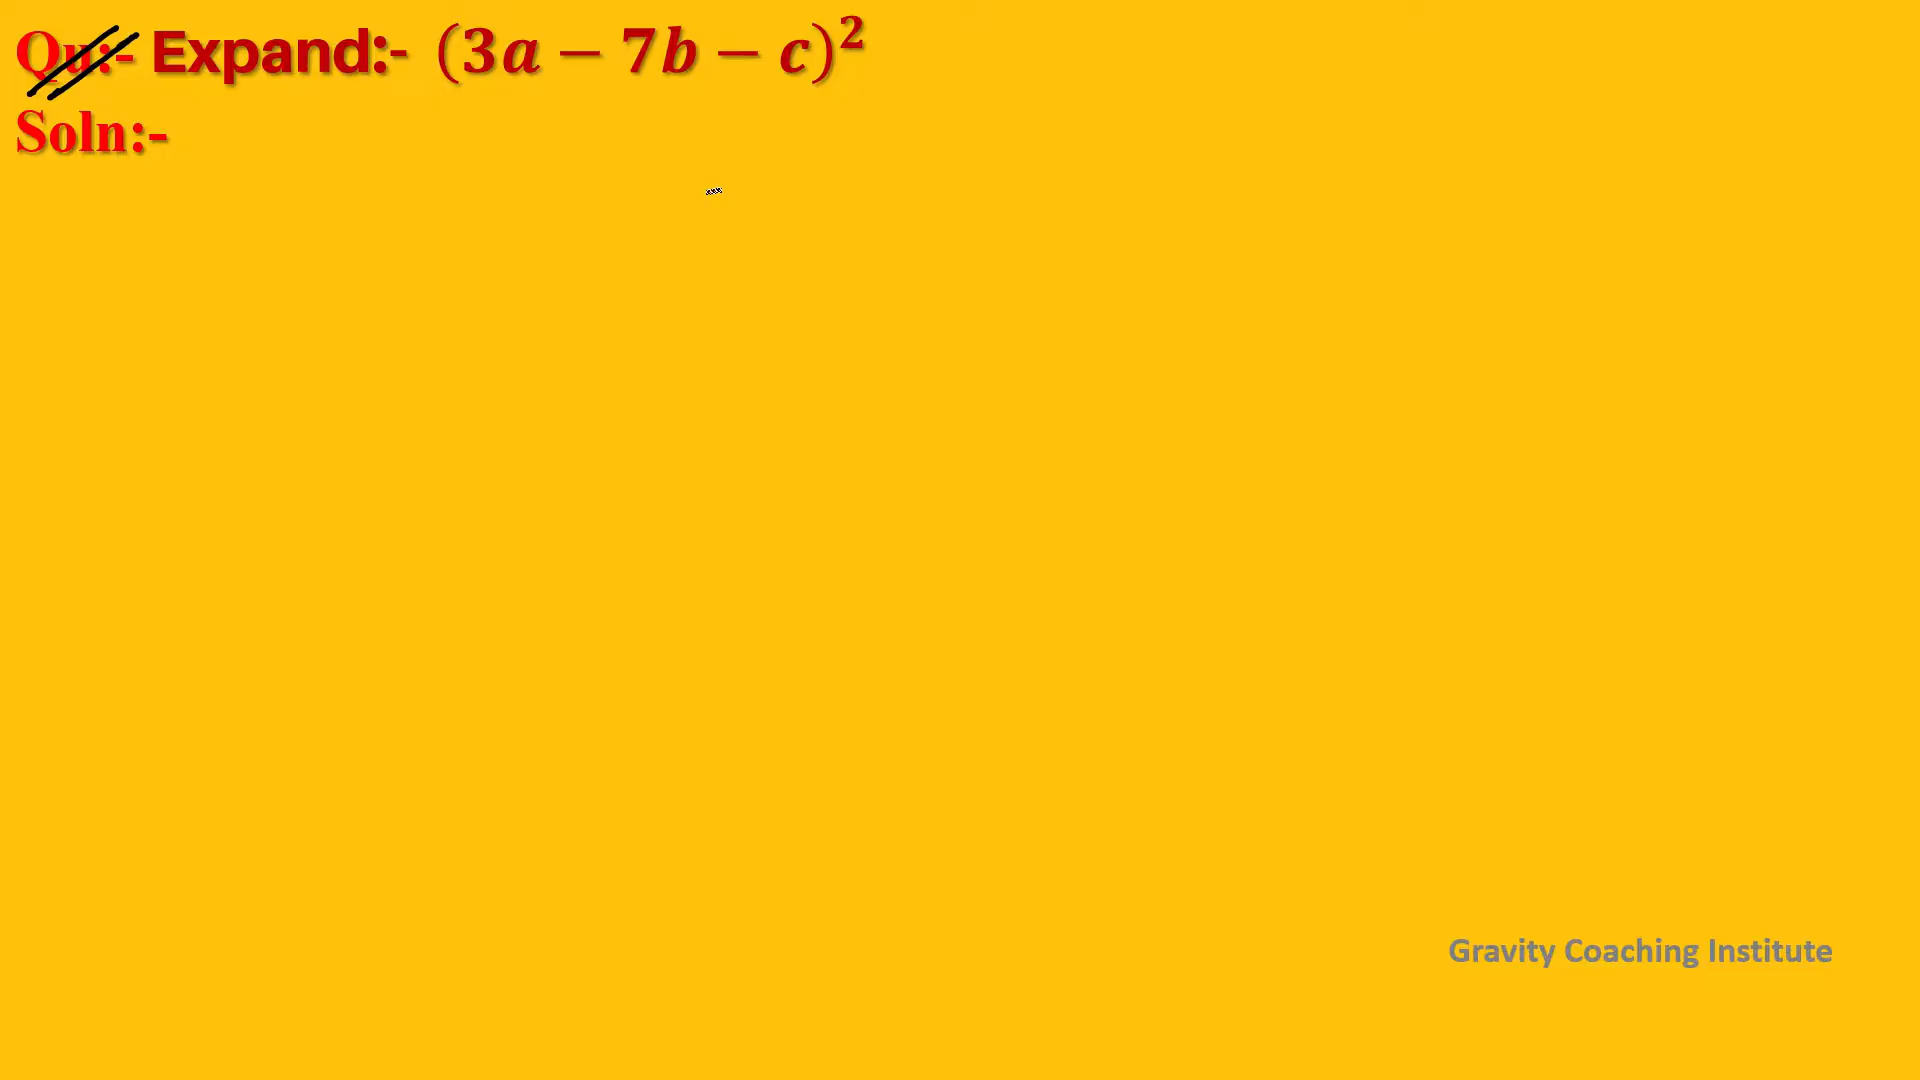 Qu:- Expand:- (3a − 7b − c)²
Soln:-
Gravity Coaching Institute